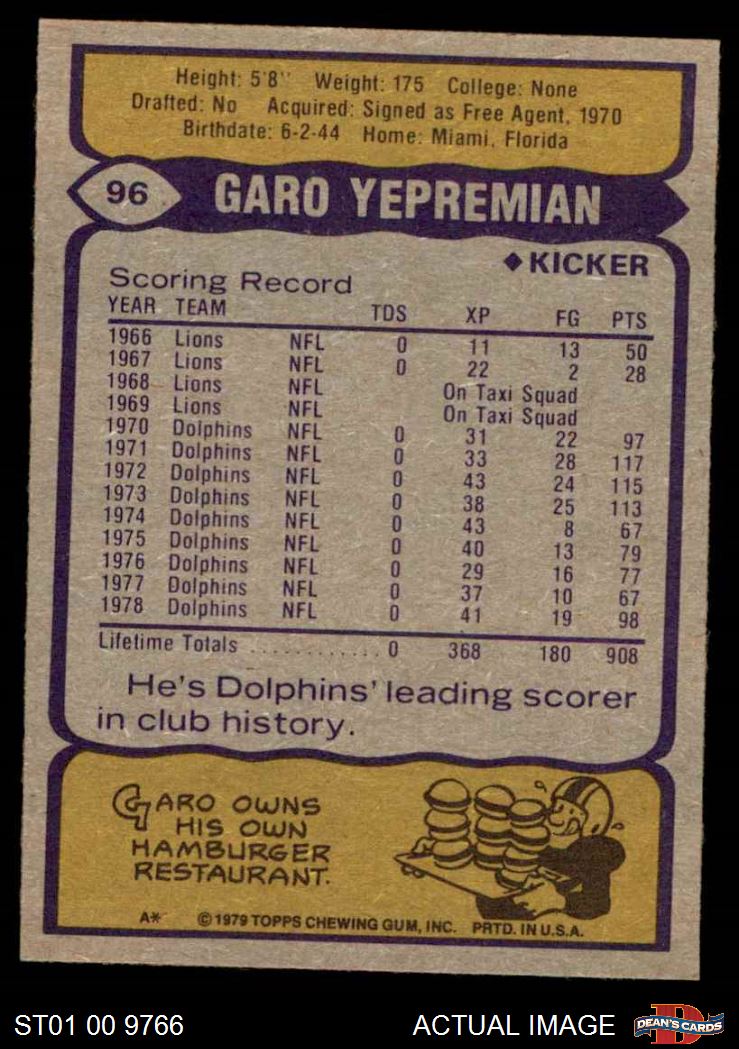 Height: 5'8" Weight: 175 College: None
Drafted: No Acquired: Signed as Free Agent, 1970
Birthdate: 6-2-44 Home: Miami, Florida
96 GARO YEPREMIAN
◆KICKER
Scoring Record
YEAR TEAM TDS XP FG PTS
1966 Lions NFL 0 11 13 50
1967 Lions NFL 0 22 2 28
1968 Lions NFL On Taxi Squad
1969 Lions NFL On Taxi Squad
1970 Dolphins NFL 0 31 22 97
1971 Dolphins NFL 0 33 28 117
1972 Dolphins NFL 0 43 24 115
1973 Dolphins NFL 0 38 25 113
1974 Dolphins NFL 0 43 8 67
1975 Dolphins NFL 0 40 13 79
1976 Dolphins NFL 0 29 16 77
1977 Dolphins NFL 0 37 10 67
1978 Dolphins NFL 0 41 19 98
Lifetime Totals ............ 0 368 180 908
He's Dolphins' leading scorer
in club history.
GARO OWNS
HIS OWN
HAMBURGER
RESTAURANT.
A* © 1979 TOPPS CHEWING GUM, INC. PRTD. IN U.S.A.
ST01 00 9766 ACTUAL IMAGE D DEAN'S CARDS